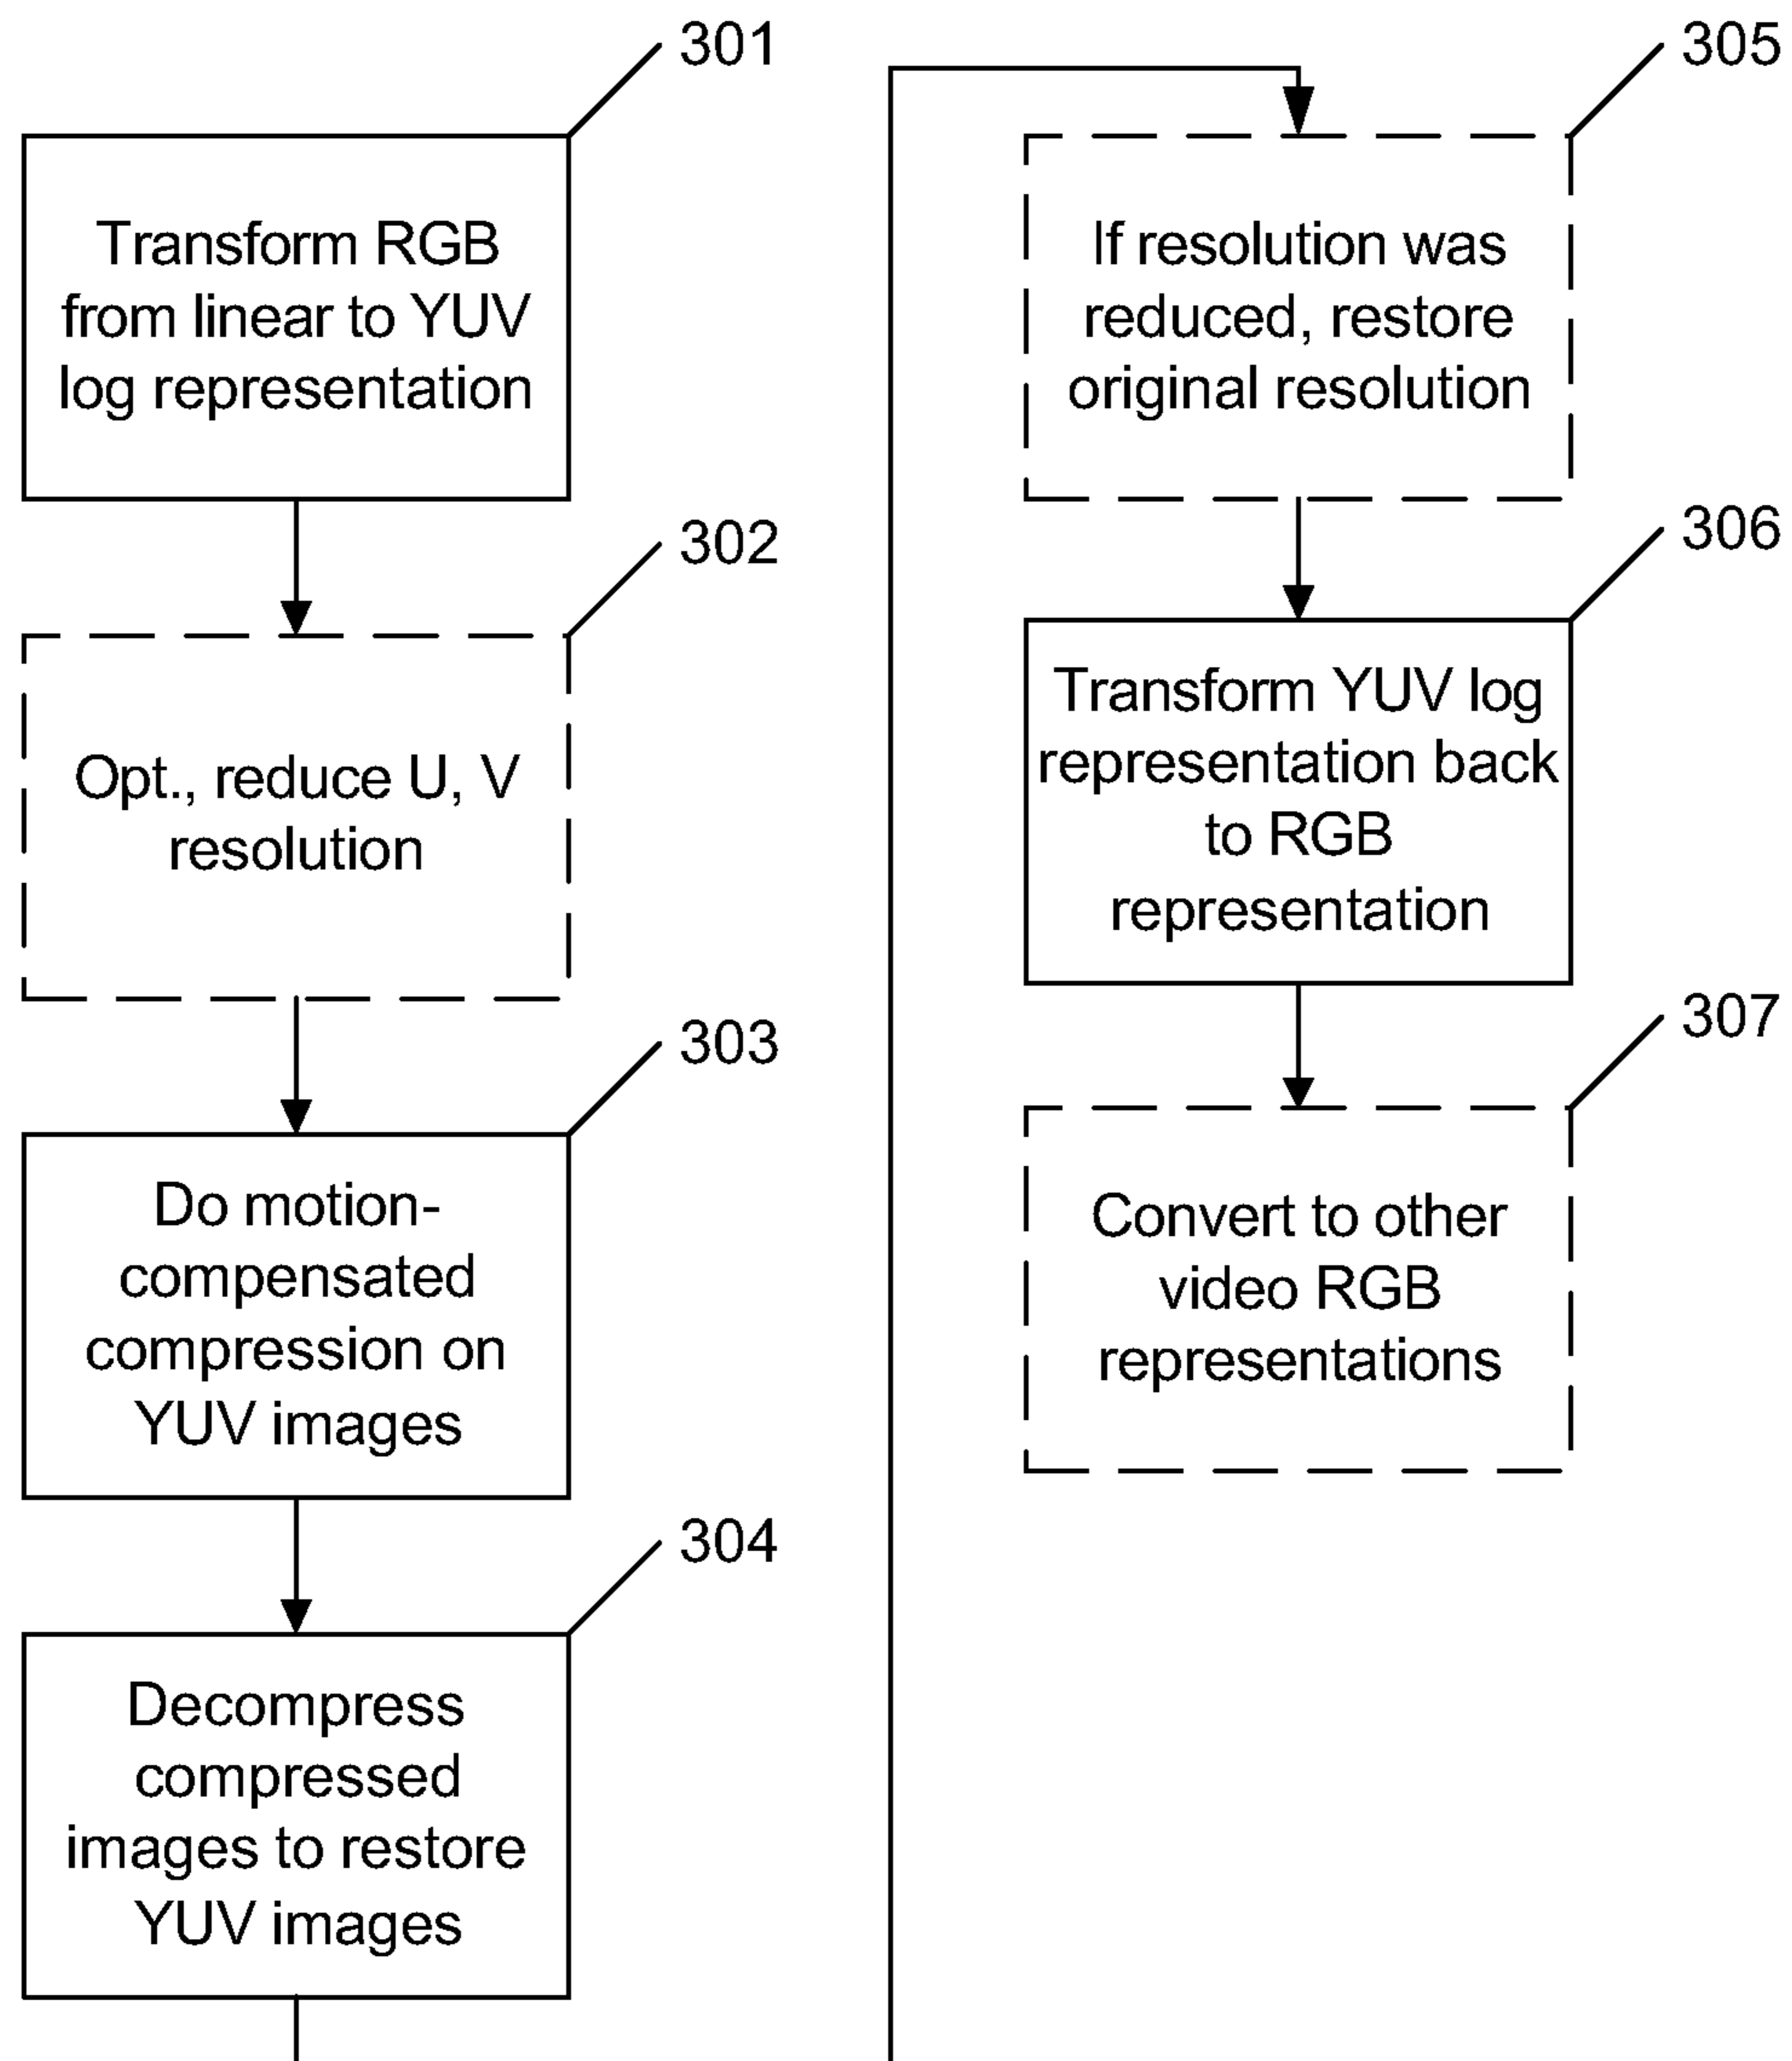 301
Transform RGB
from linear to YUV
log representation
302
Opt., reduce U, V
resolution
303
Do motion-
compensated
compression on
YUV images
304
Decompress
compressed
images to restore
YUV images
305
If resolution was
reduced, restore
original resolution
306
Transform YUV log
representation back
to RGB
representation
307
Convert to other
video RGB
representations